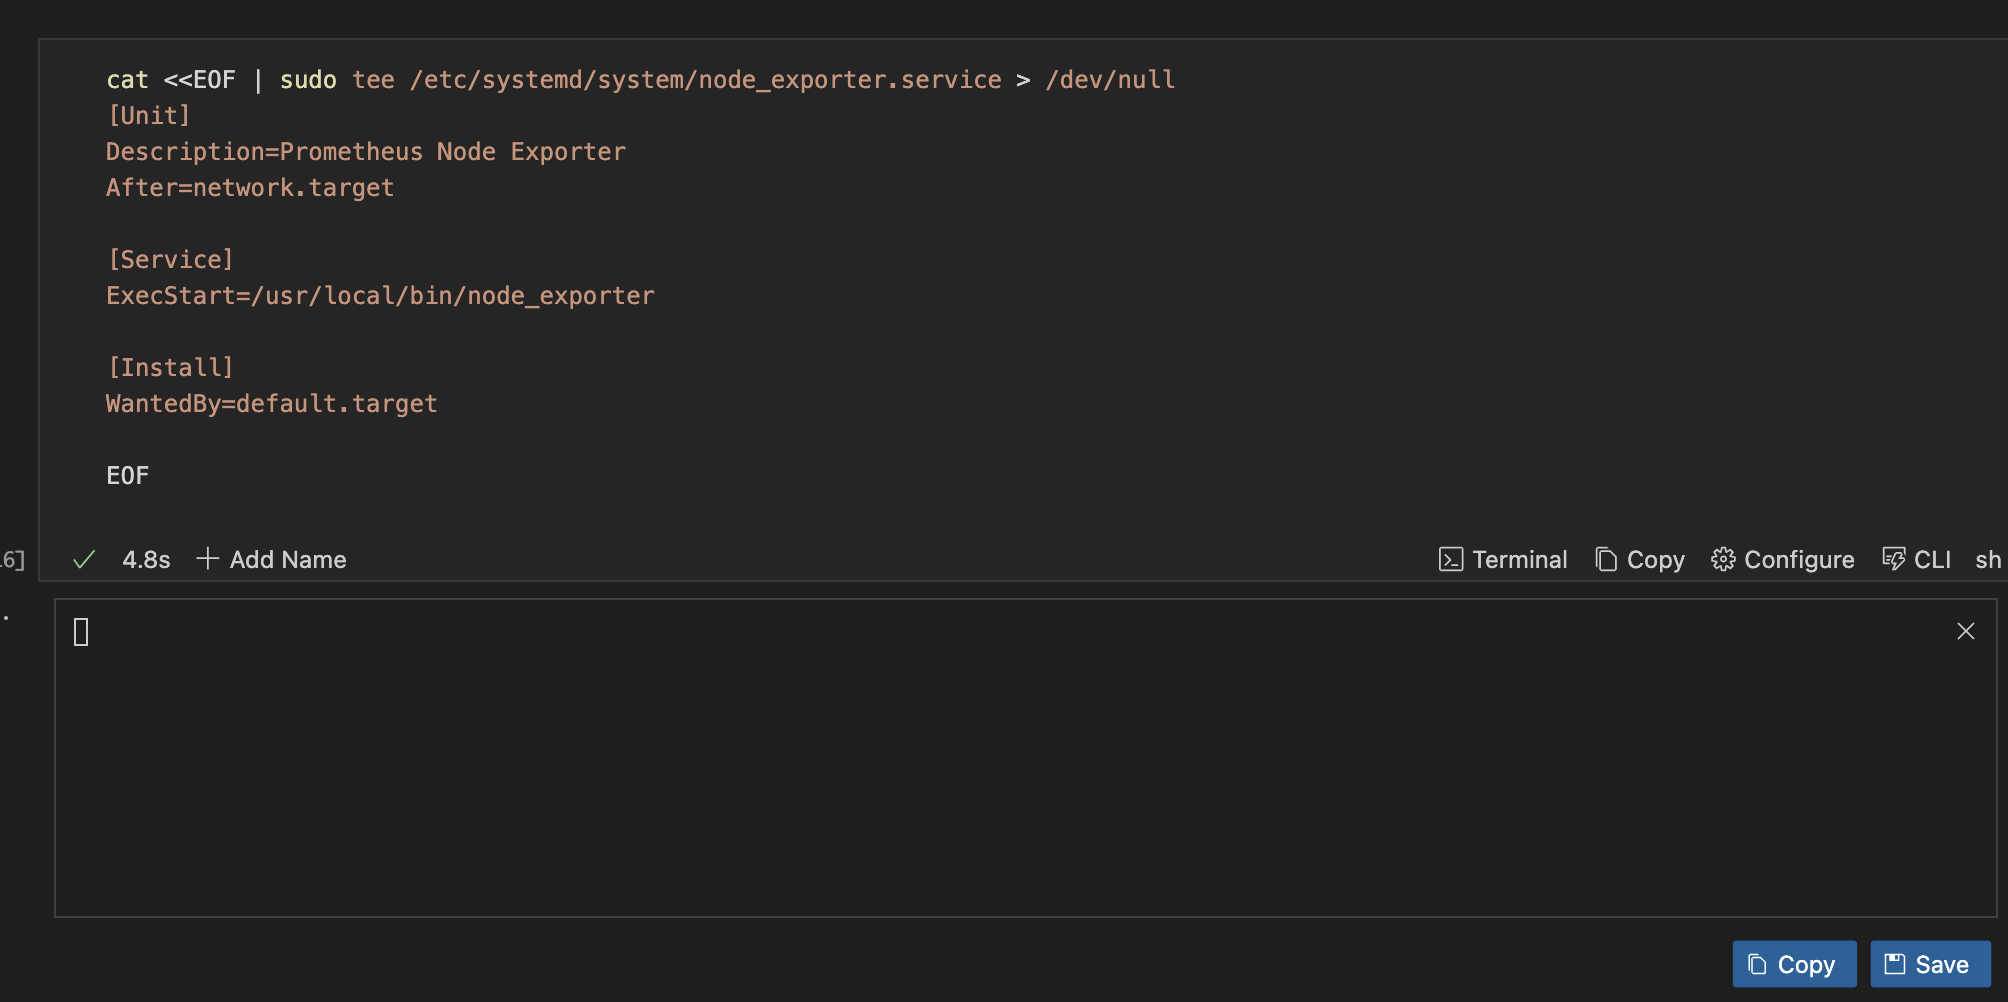 cat <<EOF | sudo tee /etc/systemd/system/node_exporter.service > /dev/null
[Unit]
Description=Prometheus Node Exporter
After=network.target

[Service]
ExecStart=/usr/local/bin/node_exporter

[Install]
WantedBy=default.target

EOF
6] 4.8s Add Name Terminal Copy Configure CLI sh
Copy Save